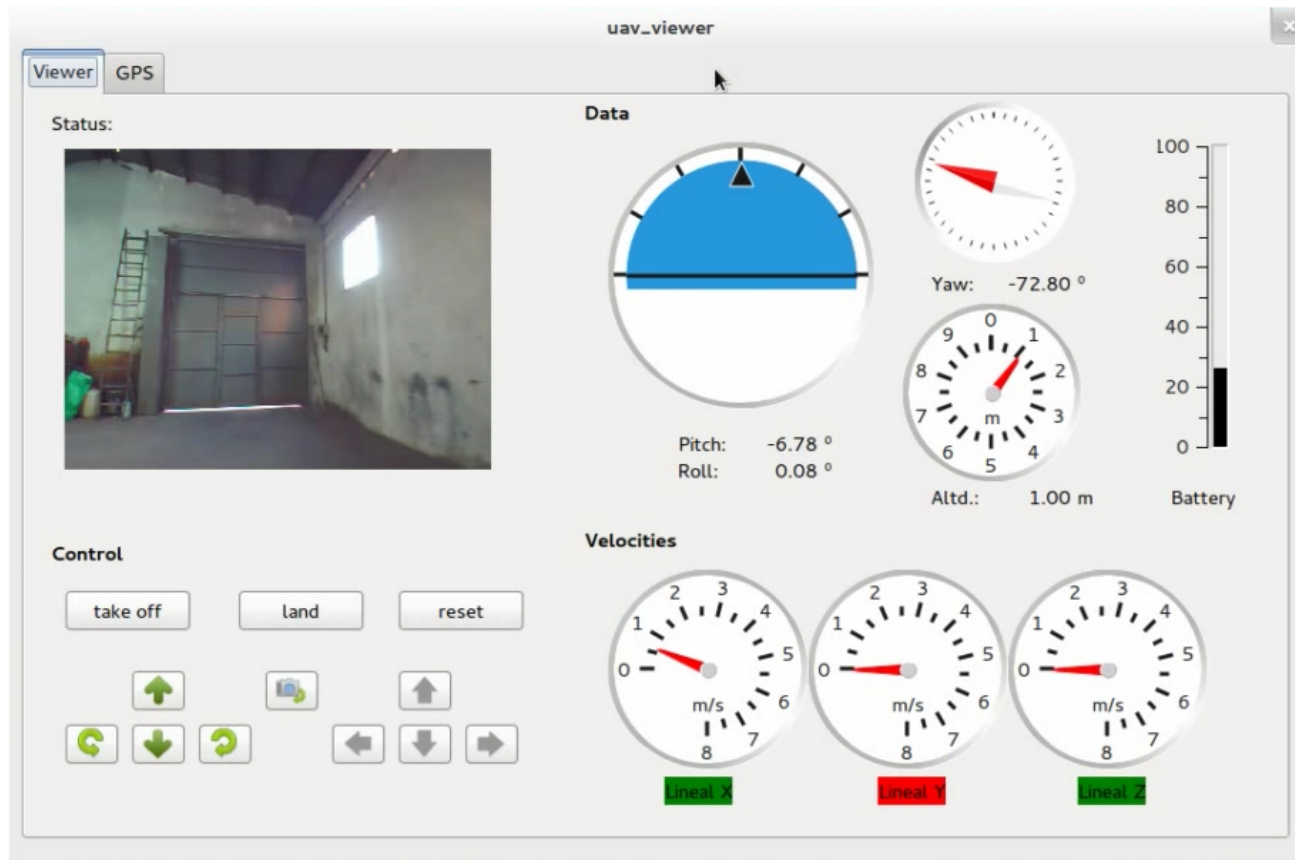 uav_viewer
Viewer GPS
Status:
Data
100
80
60
40
20
0
Battery
Yaw: -72.80 º
0
1
2
3
4
5
6
7
8
9
m
Altd.: 1.00 m
Pitch: -6.78 º
Roll: 0.08 º
Control
take off land reset
Velocities
0 1 2 3 4 5 6 7 8
m/s
Lineal X
0 1 2 3 4 5 6 7 8
m/s
Lineal Y
0 1 2 3 4 5 6 7 8
m/s
Lineal Z